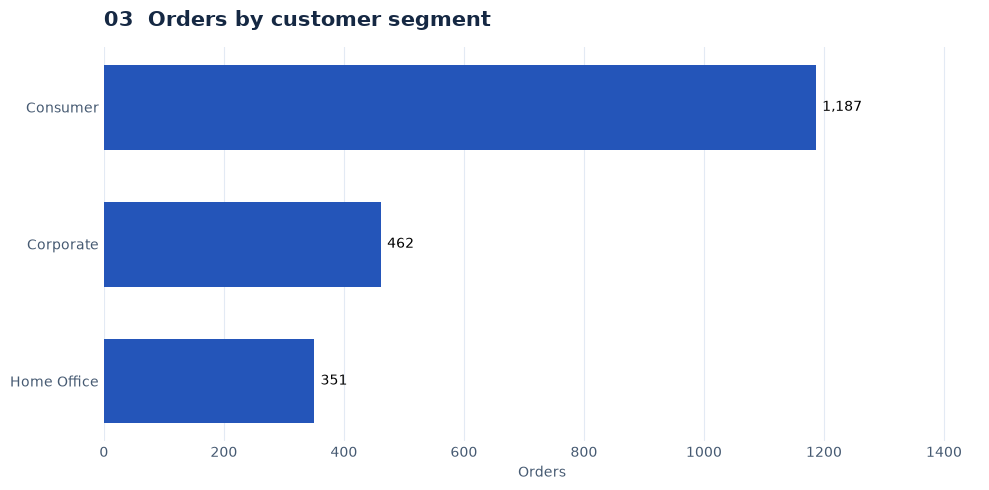 03  Orders by customer segment
Consumer
1,187
Corporate
462
Home Office
351
0 200 400 600 800 1000 1200 1400
Orders